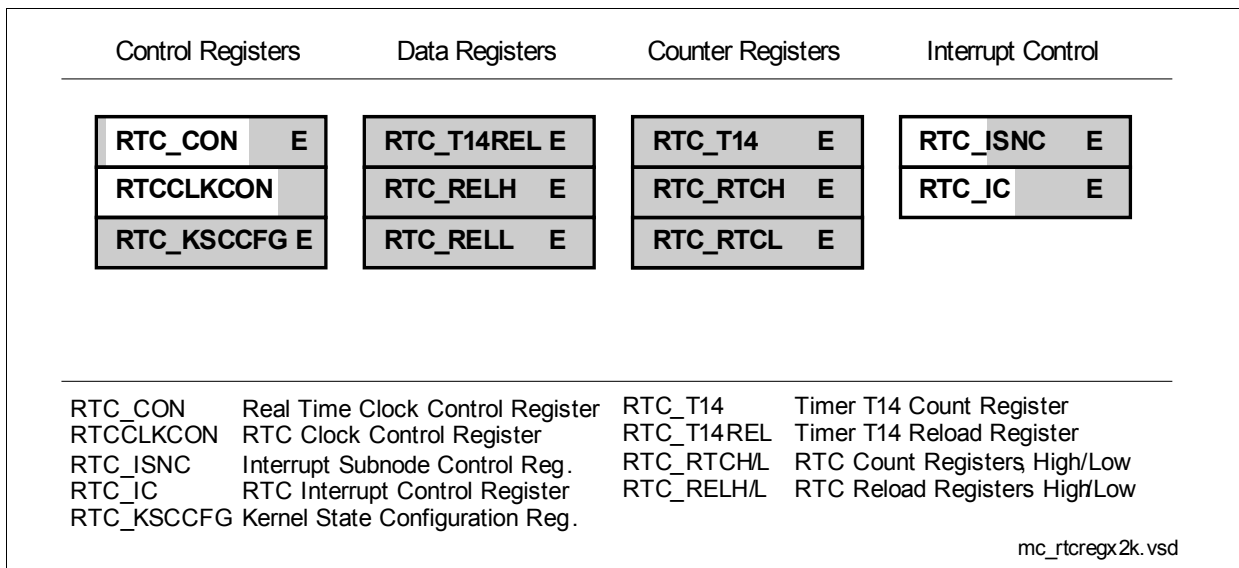 Control Registers Data Registers Counter Registers Interrupt Control
RTC_CON E RTC_T14REL E RTC_T14 E RTC_ISNC E
RTCCLKCON RTC_RELH E RTC_RTCH E RTC_IC E
RTC_KSCCFG E RTC_RELL E RTC_RTCL E
RTC_CON Real Time Clock Control Register RTC_T14 Timer T14 Count Register
RTCCLKCON RTC Clock Control Register RTC_T14REL Timer T14 Reload Register
RTC_ISNC Interrupt Subnode Control Reg. RTC_RTCH/L RTC Count Registers, High/Low
RTC_IC RTC Interrupt Control Register RTC_RELH/L RTC Reload Registers High/Low
RTC_KSCCFG Kernel State Configuration Reg.
mc_rtcregx2k.vsd